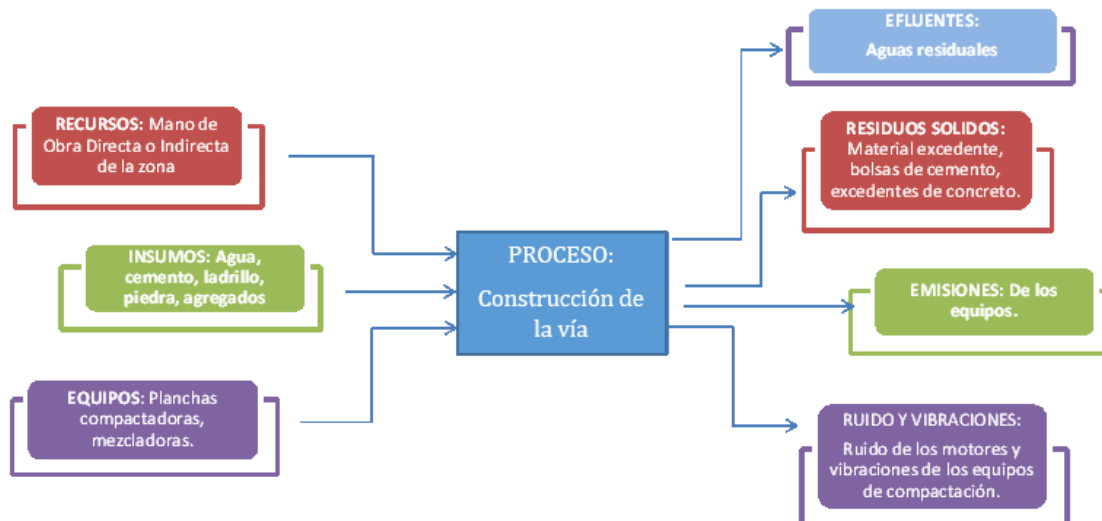 RECURSOS: Mano de
Obra Directa o Indirecta
de la zona
INSUMOS: Agua,
cemento, ladrillo,
piedra, agregados
EQUIPOS: Planchas
compactadoras,
mezcladoras.
PROCESO:
Construcción de
la vía
EFLUENTES:
Aguas residuales
RESIDUOS SOLIDOS:
Material excedente,
bolsas de cemento,
excedentes de concreto.
EMISIONES: De los
equipos.
RUIDO Y VIBRACIONES:
Ruido de los motores y
vibraciones de los equipos
de compactación.